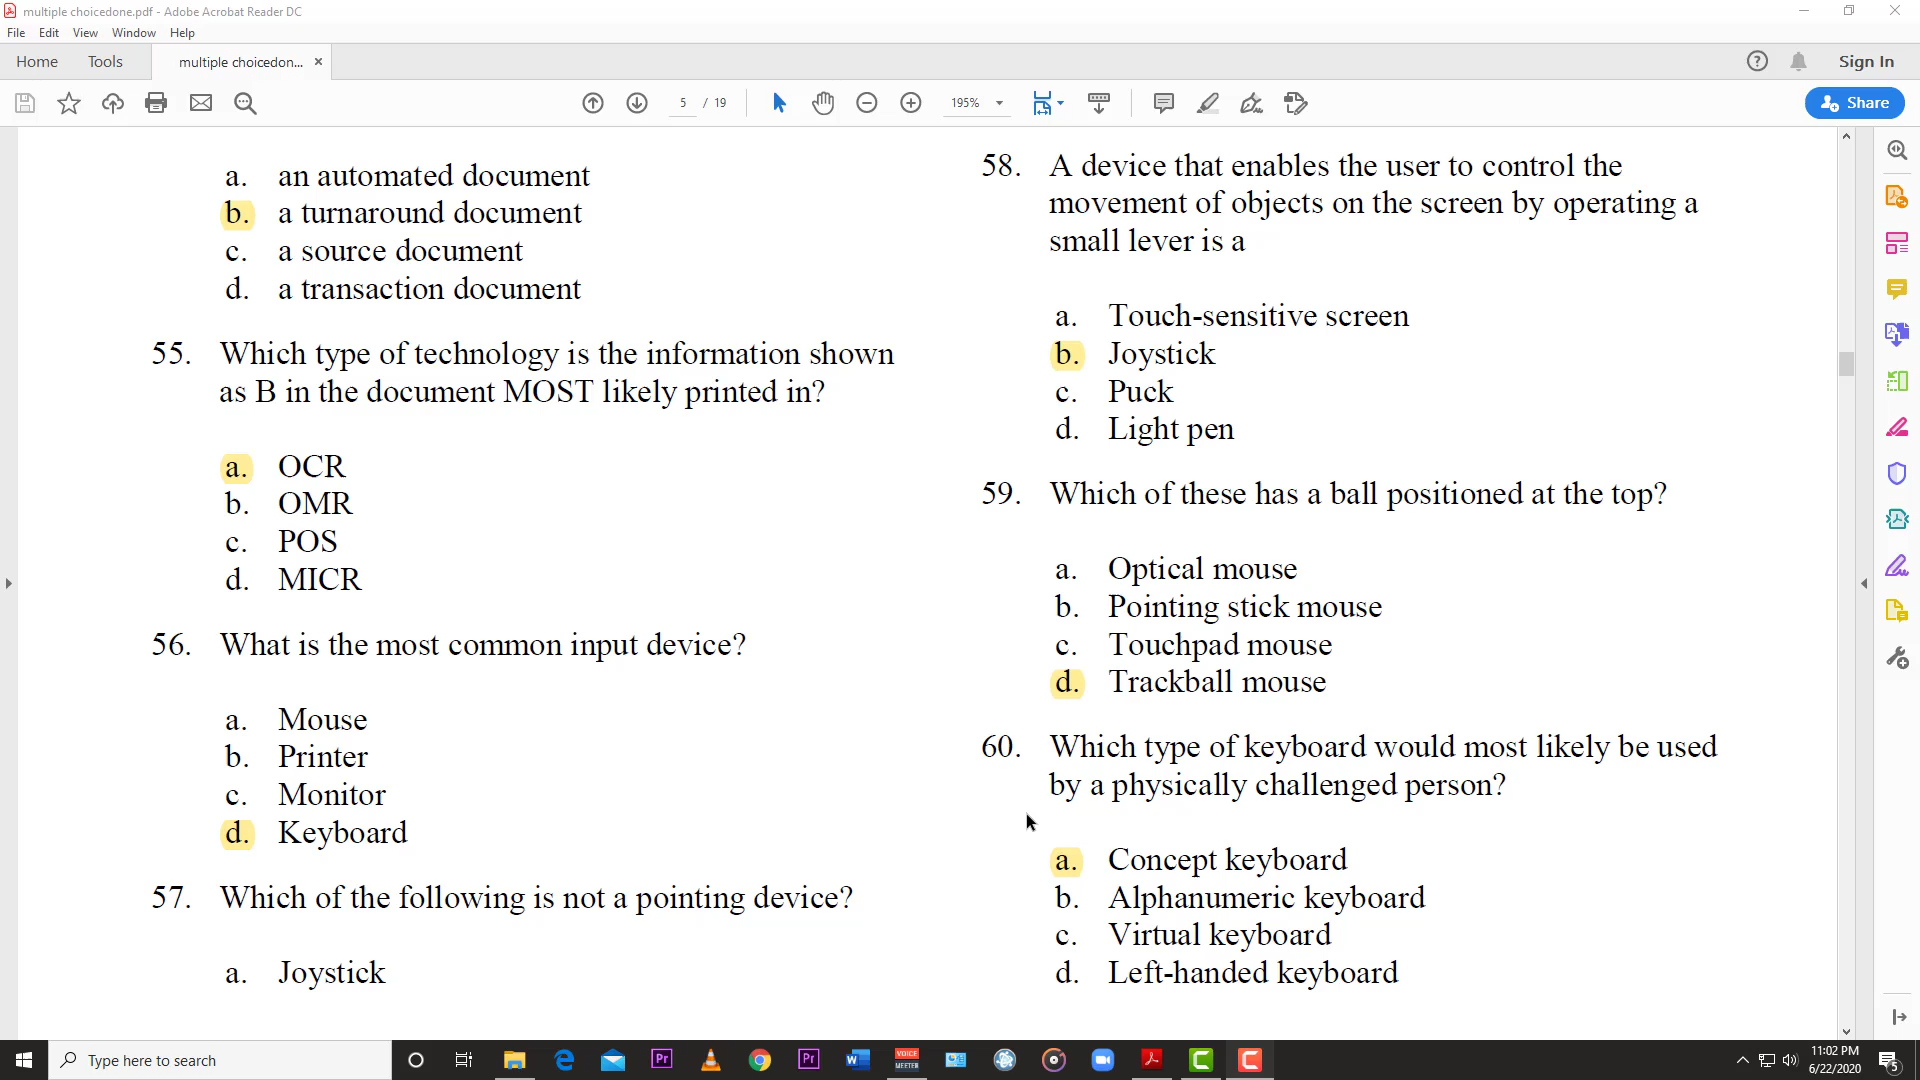 multiple choicedone.pdf - Adobe Acrobat Reader DC
File Edit View Window Help
Home Tools multiple choicedon... × Sign In
5 / 19 195% Share
a. an automated document
b. a turnaround document
c. a source document
d. a transaction document
55. Which type of technology is the information shown
as B in the document MOST likely printed in?
a. OCR
b. OMR
c. POS
d. MICR
56. What is the most common input device?
a. Mouse
b. Printer
c. Monitor
d. Keyboard
57. Which of the following is not a pointing device?
a. Joystick
58. A device that enables the user to control the
movement of objects on the screen by operating a
small lever is a
a. Touch-sensitive screen
b. Joystick
c. Puck
d. Light pen
59. Which of these has a ball positioned at the top?
a. Optical mouse
b. Pointing stick mouse
c. Touchpad mouse
d. Trackball mouse
60. Which type of keyboard would most likely be used
by a physically challenged person?
a. Concept keyboard
b. Alphanumeric keyboard
c. Virtual keyboard
d. Left-handed keyboard
Type here to search
Pr
Pr
VOICE
MEETER
11:02 PM
6/22/2020
5